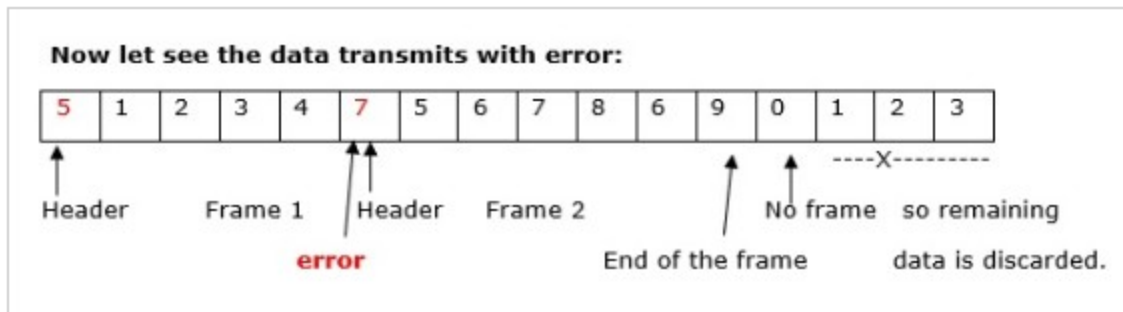 Now let see the data transmits with error:
5 1 2 3 4 7 5 6 7 8 6 9 0 1 2 3
----X---------
Header Frame 1 Header Frame 2 No frame so remaining
error End of the frame data is discarded.